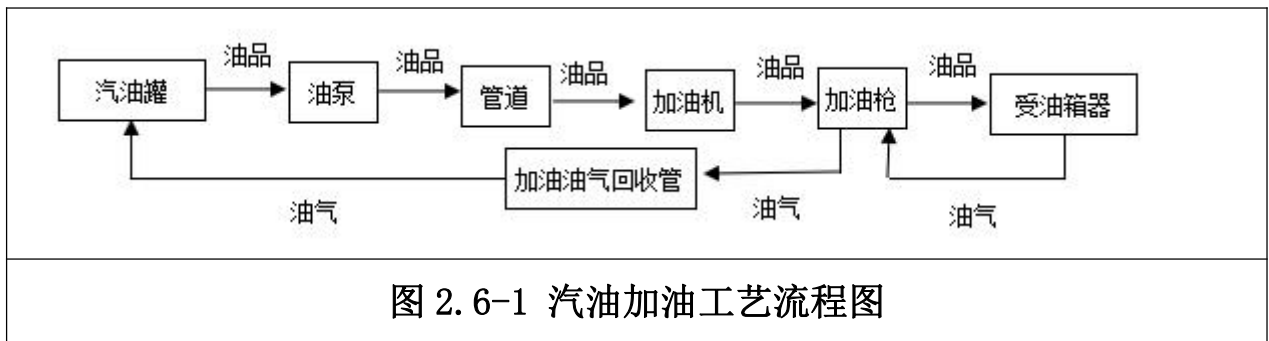 油品 油品 油品 油品 油品
汽油罐 油泵 管道 加油机 加油枪 受油箱器
加油油气回收管
油气 油气 油气
图 2.6-1 汽油加油工艺流程图